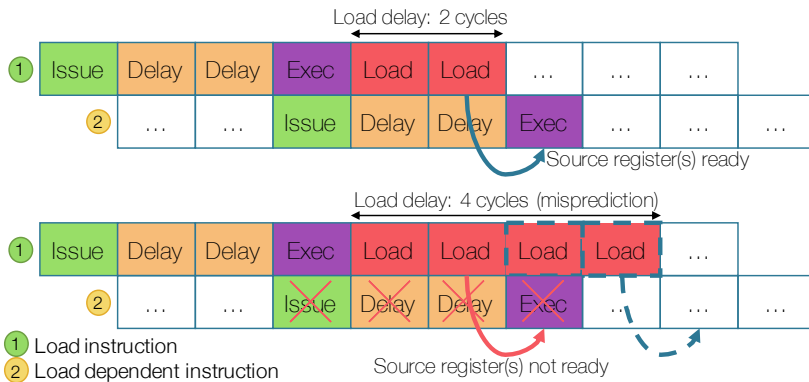 Load delay: 2 cycles
1 Issue Delay Delay Exec Load Load … … …
2 … … Issue Delay Delay Exec … … …
Source register(s) ready
Load delay: 4 cycles (misprediction)
1 Issue Delay Delay Exec Load Load Load Load …
2 … … Issue Delay Delay Exec … … …
1 Load instruction
Source register(s) not ready
2 Load dependent instruction